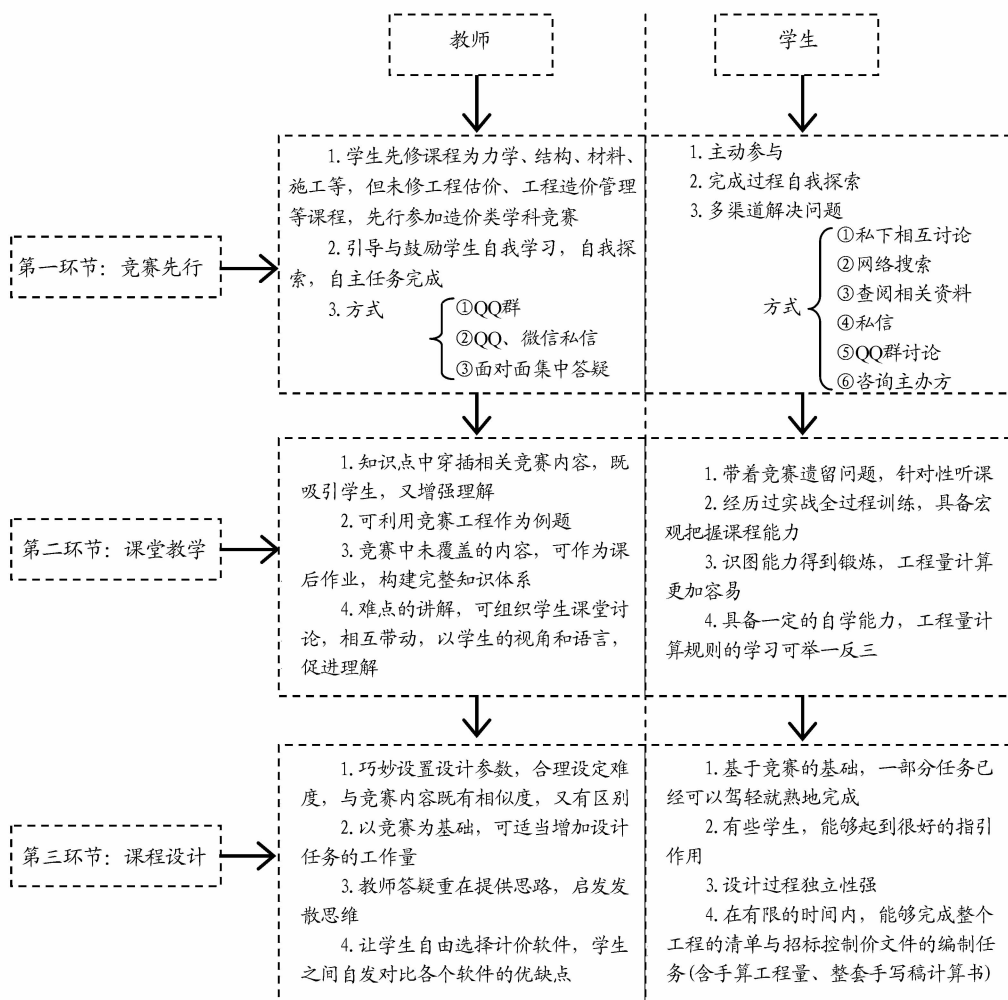 教师
学生
第一环节：竞赛先行
1. 学生先修课程为力学、结构、材料、
施工等，但未修工程估价、工程造价管理
等课程，先行参加造价类学科竞赛
2. 引导与鼓励学生自我学习，自我探
索，自主任务完成
3. 方式
①QQ群
②QQ、微信私信
③面对面集中答疑
1. 主动参与
2. 完成过程自我探索
3. 多渠道解决问题
方式
①私下相互讨论
②网络搜索
③查阅相关资料
④私信
⑤QQ群讨论
⑥咨询主办方
第二环节：课堂教学
1. 知识点中穿插相关竞赛内容，既
吸引学生，又增强理解
2. 可利用竞赛工程作为例题
3. 竞赛中未覆盖的内容，可作为课
后作业，构建完整知识体系
4. 难点的讲解，可组织学生课堂讨
论，相互带动，以学生的视角和语言，
促进理解
1. 带着竞赛遗留问题，针对性听课
2. 经历过实战全过程训练，具备宏
观把握课程能力
3. 识图能力得到锻炼，工程量计算
更加容易
4. 具备一定的自学能力，工程量计
算规则的学习可举一反三
第三环节：课程设计
1. 巧妙设置设计参数，合理设定难
度，与竞赛内容既有相似度，又有区别
2. 以竞赛为基础，可适当增加设计
任务的工作量
3. 教师答疑重在提供思路，启发发
散思维
4. 让学生自由选择计价软件，学生
之间自发对比各个软件的优缺点
1. 基于竞赛的基础，一部分任务已
经可以驾轻就熟地完成
2. 有些学生，能够起到很好的指引
作用
3. 设计过程独立性强
4. 在有限的时间内，能够完成整个
工程的清单与招标控制价文件的编制任
务(含手算工程量、整套手写稿计算书)